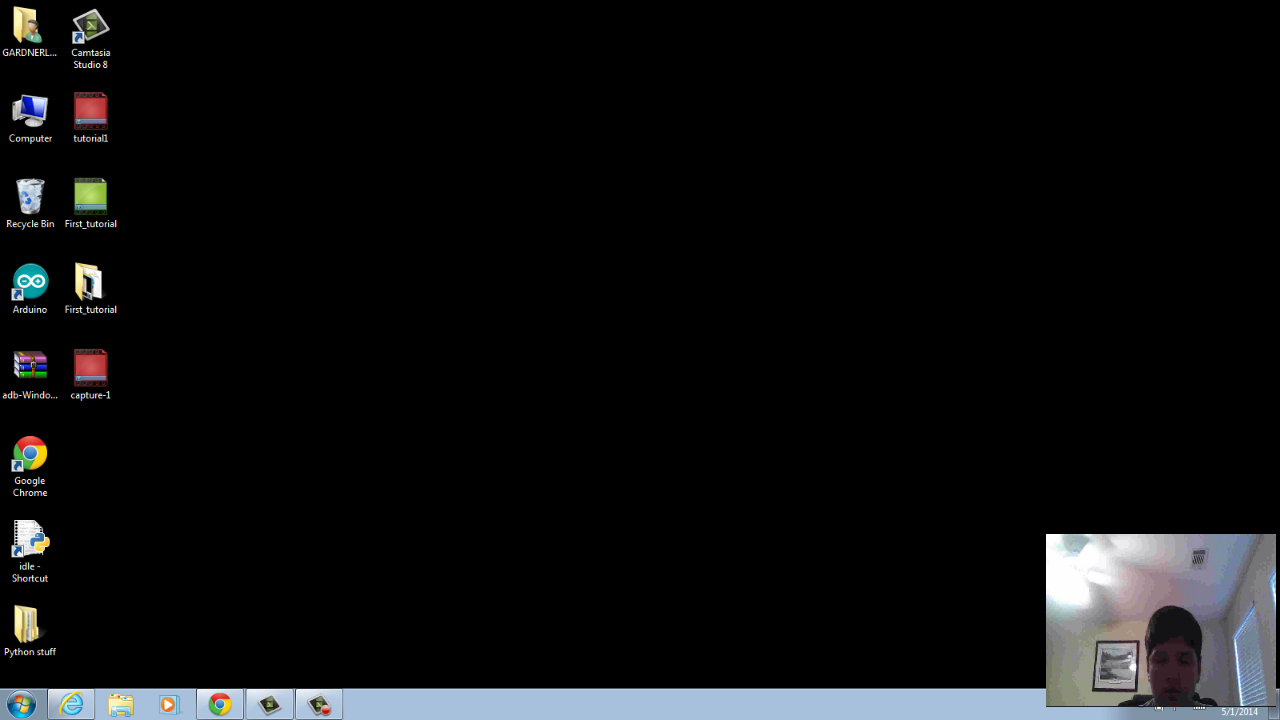 GARDNERL...
Camtasia
Studio 8
Computer
tutorial1
Recycle Bin
First_tutorial
Arduino
First_tutorial
adb-Windo...
capture-1
Google
Chrome
idle -
Shortcut
Python stuff
5/1/2014